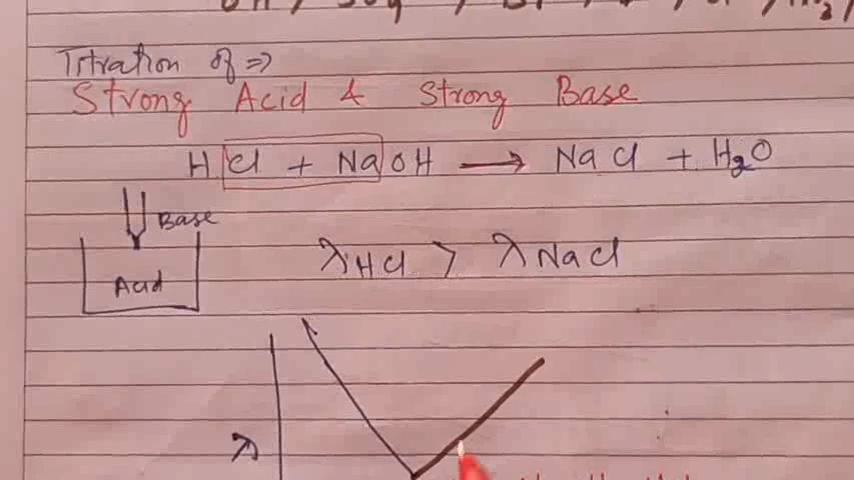 Titration of ⇒
Strong Acid & Strong Base
HCl + NaOH → NaCl + H₂O
Base
Acid
λHCl > λNaCl
λ